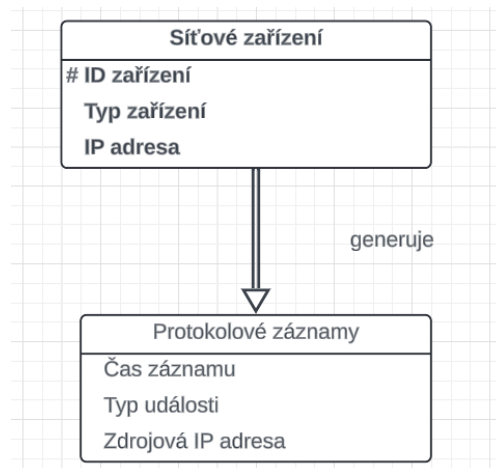 Síťové zařízení
# ID zařízení
Typ zařízení
IP adresa
generuje
Protokolové záznamy
Čas záznamu
Typ události
Zdrojová IP adresa